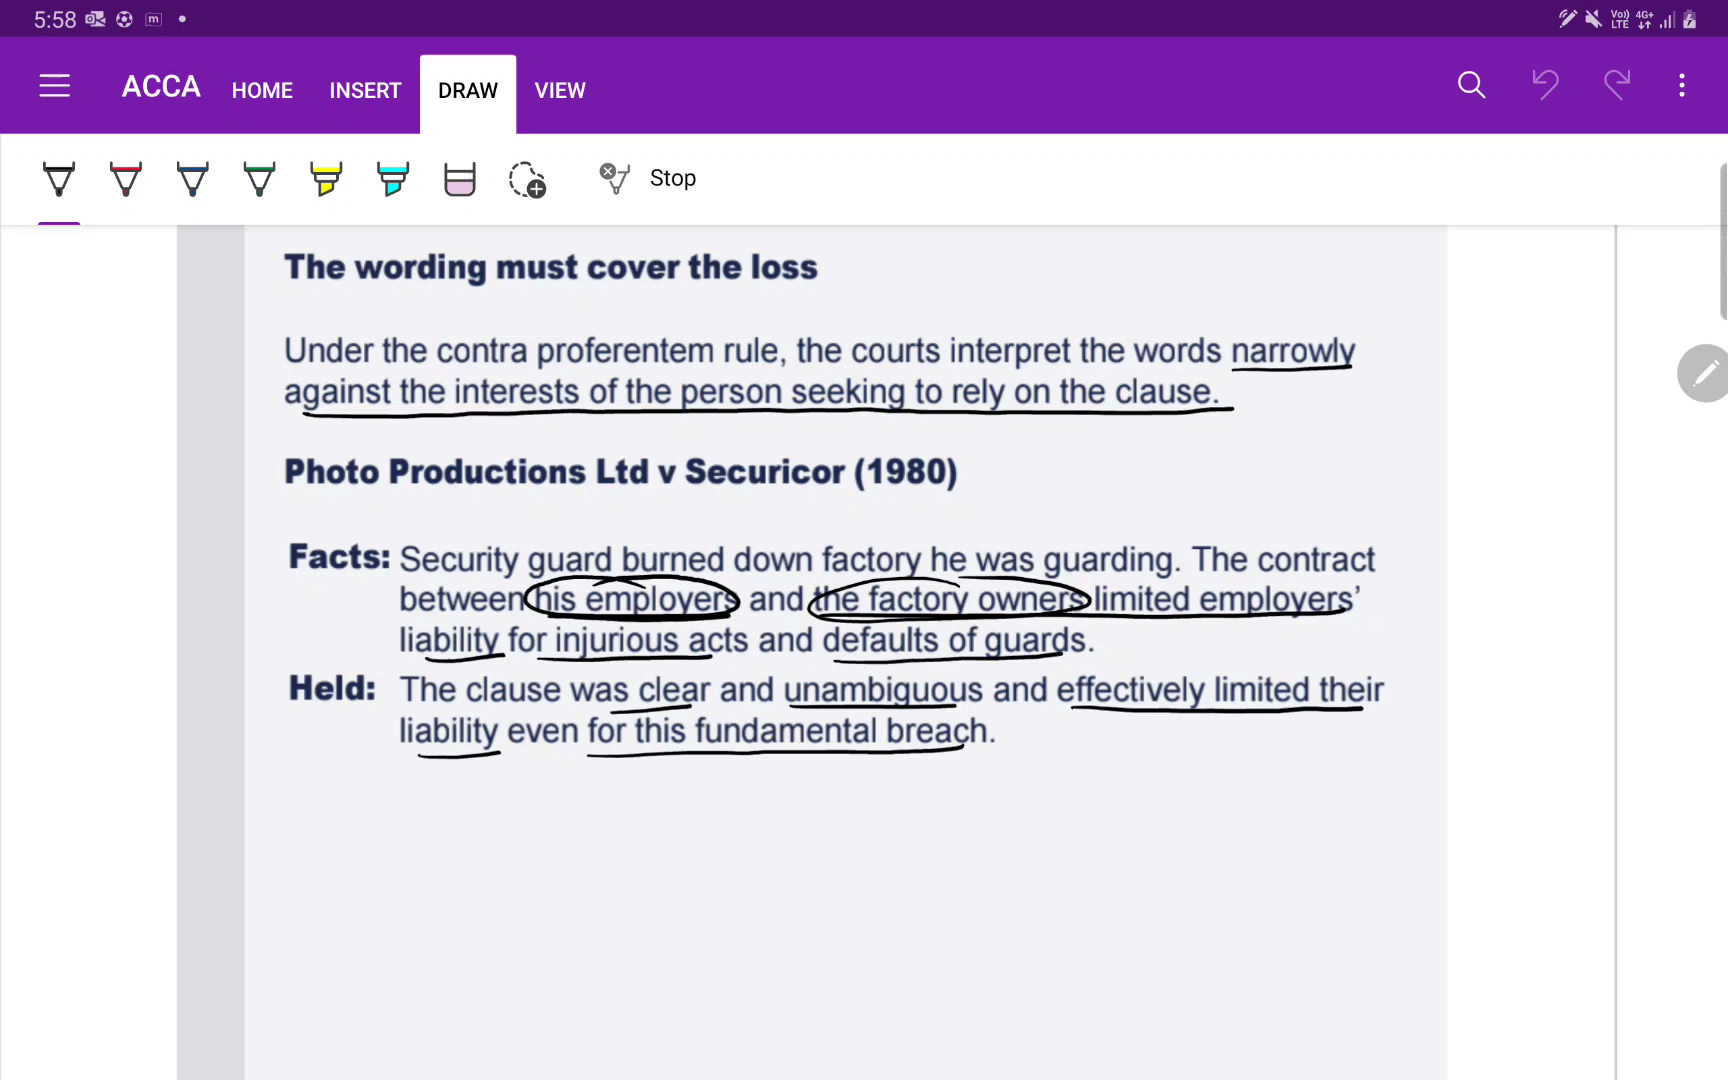 5:58
m
Vo)) LTE 4G+
ACCA HOME INSERT DRAW VIEW
Stop
The wording must cover the loss
Under the contra proferentem rule, the courts interpret the words narrowly
against the interests of the person seeking to rely on the clause.
Photo Productions Ltd v Securicor (1980)
Facts: Security guard burned down factory he was guarding. The contract
between his employers and the factory owners limited employers’
liability for injurious acts and defaults of guards.
Held: The clause was clear and unambiguous and effectively limited their
liability even for this fundamental breach.